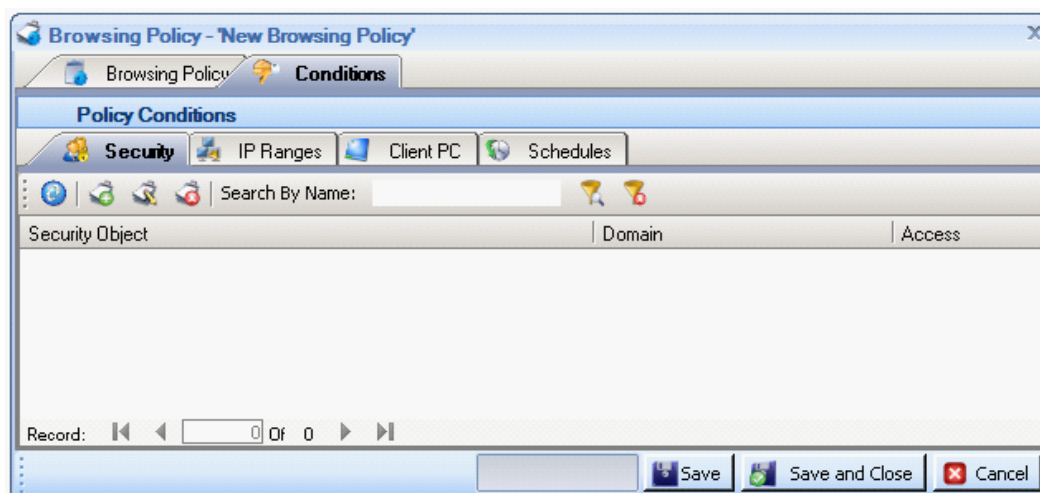 Browsing Policy - 'New Browsing Policy'
Browsing Policy Conditions
Policy Conditions
Security IP Ranges Client PC Schedules
Search By Name:
Security Object Domain Access
Record: 0 Of 0
Save Save and Close Cancel